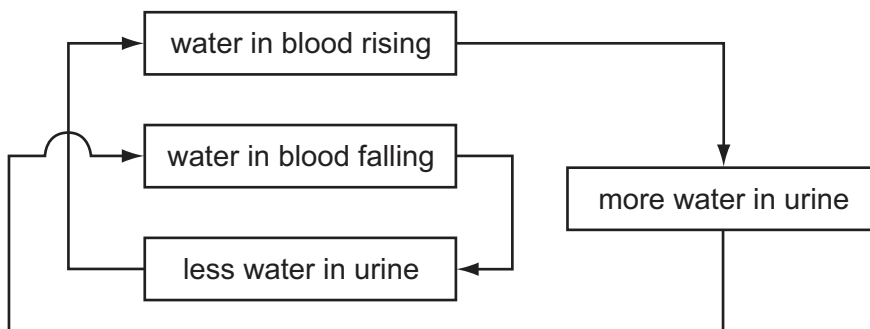 water in blood rising
water in blood falling
more water in urine
less water in urine